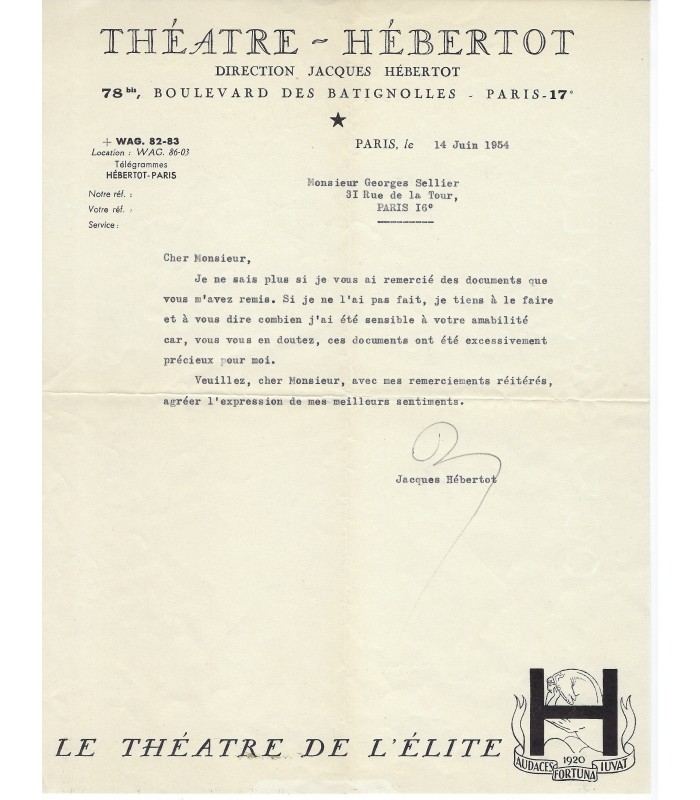 THÉATRE - HÉBERTOT
DIRECTION JACQUES HÉBERTOT
78 bis, BOULEVARD DES BATIGNOLLES - PARIS-17e
+ WAG. 82-83
Location : WAG. 86-03
Télégrammes
HÉBERTOT-PARIS
Notre réf. :
Votre réf. :
Service :
PARIS, le 14 Juin 1954
Monsieur Georges Sellier
31 Rue de la Tour,
PARIS 16e
Cher Monsieur,
Je ne sais plus si je vous ai remercié des documents que
vous m'avez remis. Si je ne l'ai pas fait, je tiens à le faire
et à vous dire combien j'ai été sensible à votre amabilité
car, vous vous en doutez, ces documents ont été excessivement
précieux pour moi.
Veuillez, cher Monsieur, avec mes remerciements réitérés,
agréer l'expression de mes meilleurs sentiments.
Jacques Hébertot
LE THÉATRE DE L'ÉLITE
H
AUDACES 1920 FORTUNA IUVAT